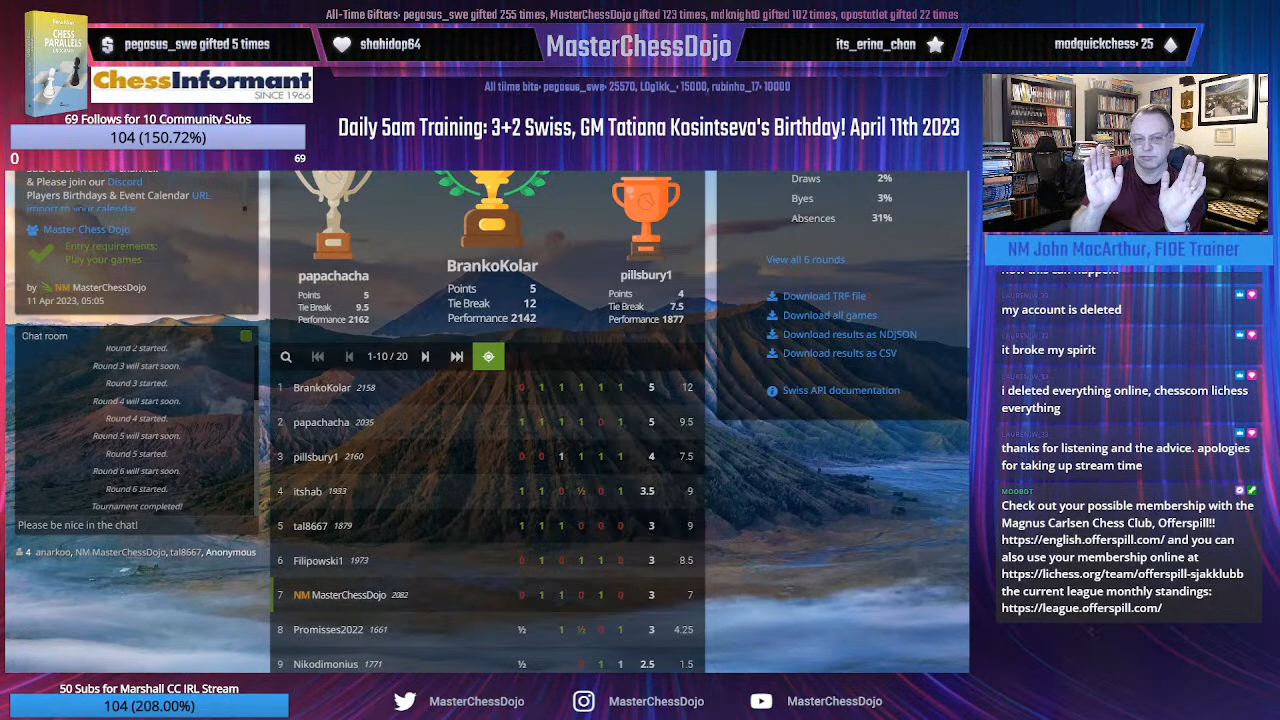 All-Time Gifters: pegasus_swe gifted 255 times, MasterChessDojo gifted 123 times, mdknight0 gifted 102 times, apostatlet gifted 22 times
pegasus_swe gifted 5 times
shahidap64
MasterChessDojo
its_erina_chan
madquickchess: 25
CHESS
PARALLELS
ChessInformant
SINCE 1966
All tilme bits: pegasus_swe: 25570, L0g1kk_: 15000, rubinho_17: 10000
69 Follows for 10 Community Subs
104 (150.72%)
0
69
Daily 5am Training: 3+2 Swiss, GM Tatiana Kosintseva's Birthday! April 11th 2023
& Please join our Discord
Players Birthdays & Event Calendar URL
import to your calendar
Master Chess Dojo
Entry requirements:
Play your games
by NM MasterChessDojo
11 Apr 2023, 05:05
Chat room
Round 2 started.
Round 3 will start soon.
Round 3 started.
Round 4 will start soon.
Round 4 started.
Round 5 will start soon.
Round 5 started.
Round 6 will start soon.
Round 6 started.
Tournament completed!
Please be nice in the chat!
4 anarkoo, NM MasterChessDojo, tal8667, Anonymous
papachacha
Points 5
Tie Break 9.5
Performance 2162
BrankoKolar
Points 5
Tie Break 12
Performance 2142
pillsbury1
Points 4
Tie Break 7.5
Performance 1877
1-10 / 20
1 BrankoKolar 2158 0 1 1 1 1 1 5 12
2 papachacha 2035 1 1 1 1 0 1 5 9.5
3 pillsbury1 2160 0 0 1 1 1 1 4 7.5
4 itshab 1933 1 1 0 ½ 0 1 3.5 9
5 tal8667 1879 1 1 1 0 0 0 3 9
6 Filipowski1 1973 0 1 0 1 1 0 3 8.5
7 NM MasterChessDojo 2082 0 1 1 0 1 0 3 7
8 Promisses2022 1661 ½ 1 ½ 0 1 3 4.25
9 Nikodimonius 1771 ½ 0 1 1 2.5 1.5
Draws 2%
Byes 3%
Absences 31%
View all 6 rounds
Download TRF file
Download all games
Download results as NDJSON
Download results as CSV
Swiss API documentation
NM John MacArthur, FIDE Trainer
how this can happen
my account is deleted
it broke my spirit
i deleted everything online, chesscom lichess
everything
thanks for listening and the advice. apologies
for taking up stream time
MOOBOT
Check out your possible membership with the
Magnus Carlsen Chess Club, Offerspill!!
https://english.offerspill.com/ and you can
also use your membership online at
https://lichess.org/team/offerspill-sjakklubb
the current league monthly standings:
https://league.offerspill.com/
50 Subs for Marshall CC IRL Stream
104 (208.00%)
MasterChessDojo
MasterChessDojo
MasterChessDojo